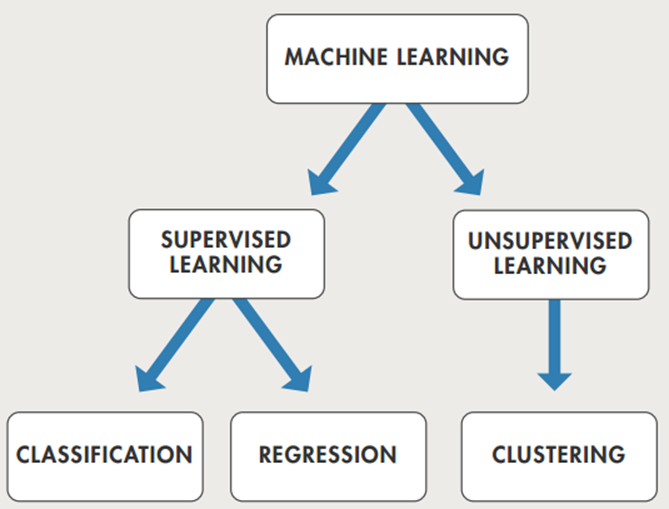 MACHINE LEARNING
SUPERVISED
LEARNING
UNSUPERVISED
LEARNING
CLASSIFICATION
REGRESSION
CLUSTERING